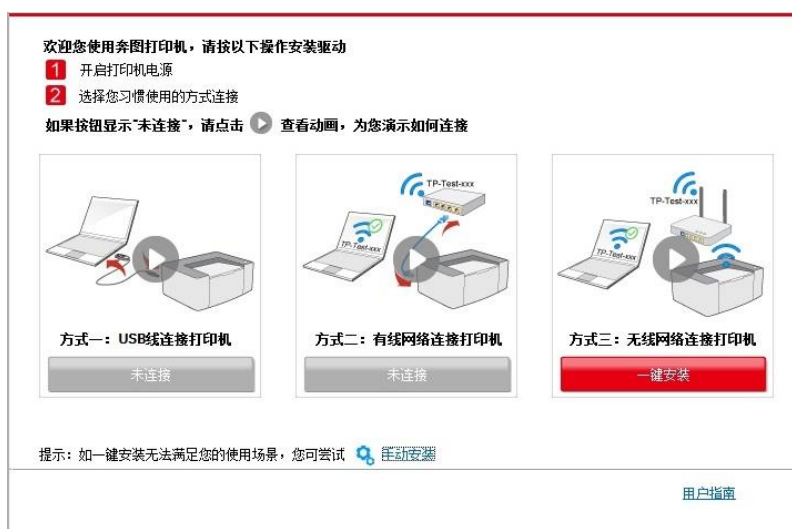 欢迎您使用奔图打印机，请按以下操作安装驱动
1 开启打印机电源
2 选择您习惯使用的方式连接
如果按钮显示"未连接"，请点击 查看动画，为您演示如何连接
TP-Test-xxx
TP-Test-xxx
TP-Test-xxx
TP-Test-xxx
方式一：USB线连接打印机
方式二：有线网络连接打印机
方式三：无线网络连接打印机
未连接
未连接
一键安装
提示：如一键安装无法满足您的使用场景，您可尝试 手动安装
用户指南